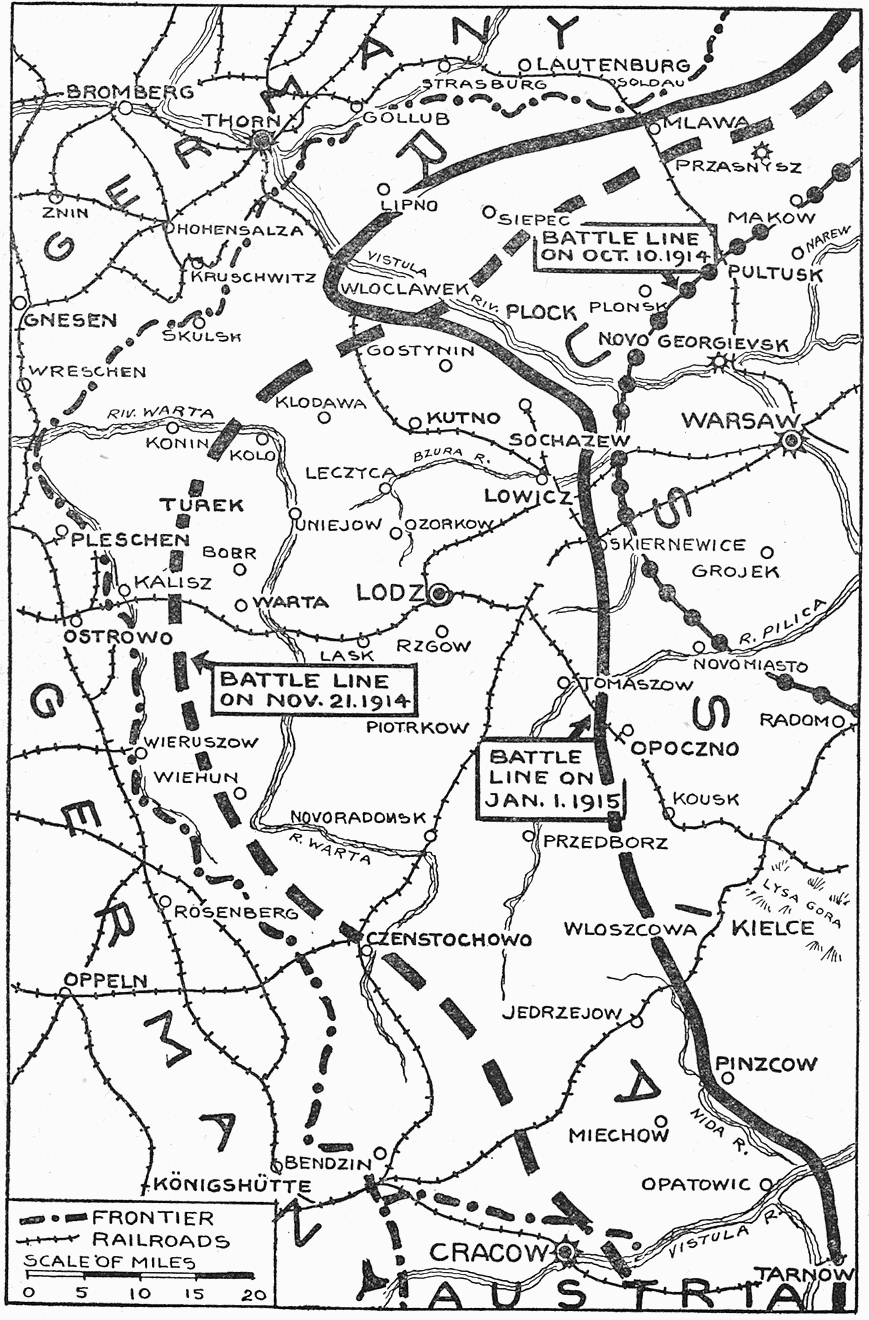 GERMANY
RUSSIA
GERMANY
AUSTRIA
BROMBERG
THORN
STRASBURG
LAUTENBURG
SOLDAU
GOLLUB
MLAWA
PRZASNYSZ
ZNIN
HOHENSALZA
LIPNO
SIEPEC
MAKOW
BATTLE LINE
ON OCT. 10. 1914
NAREW
PULTUSK
KRUSCHWITZ
VISTULA
RIV.
WLOCLAWEK
PLOCK
PLONSK
GNESEN
SKULSK
NOVO GEORGIEVSK
WRESCHEN
GOSTYNIN
KLODAWA
KUTNO
RIV. WARTA
KONIN
KOLO
SOCHAZEW
WARSAW
LECZYCA
BZURA R.
LOWICZ
TUREK
UNIEJOW
OZORKOW
PLESCHEN
BOBR
SKIERNEWICE
GROJEK
KALISZ
WARTA
LODZ
OSTROWO
LASK
RZGOW
R. PILICA
NOVO MIASTO
BATTLE LINE
ON NOV. 21. 1914
TOMASZOW
PIOTRKOW
RADOM
OPOCZNO
WIERUSZOW
WIEHUN
BATTLE
LINE ON
JAN. 1. 1915
KOUSK
NOVORADOMSK
R. WARTA
PRZEDBORZ
LYSA GORA
ROSENBERG
WLOSZCOWA
KIELCE
CZENSTOCHOWO
OPPELN
JEDRZEJOW
PINZCOW
NIDA R.
MIECHOW
BENDZIN
KÖNIGSHÜTTE
OPATOWIC
VISTULA R.
CRACOW
TARNOW
FRONTIER
RAILROADS
SCALE OF MILES
0 5 10 15 20